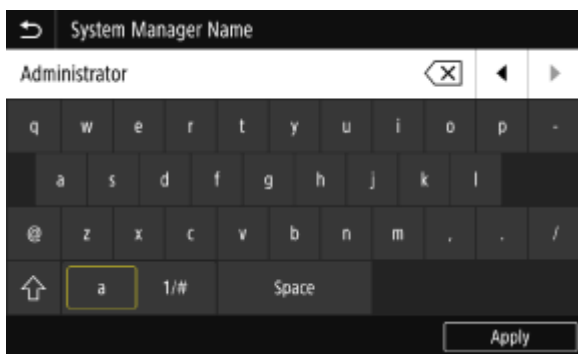 System Manager Name
Administrator
q w e r t y u i o p -
a s d f g h j k l
@ z x c v b n m , . /
a 1/# Space
Apply